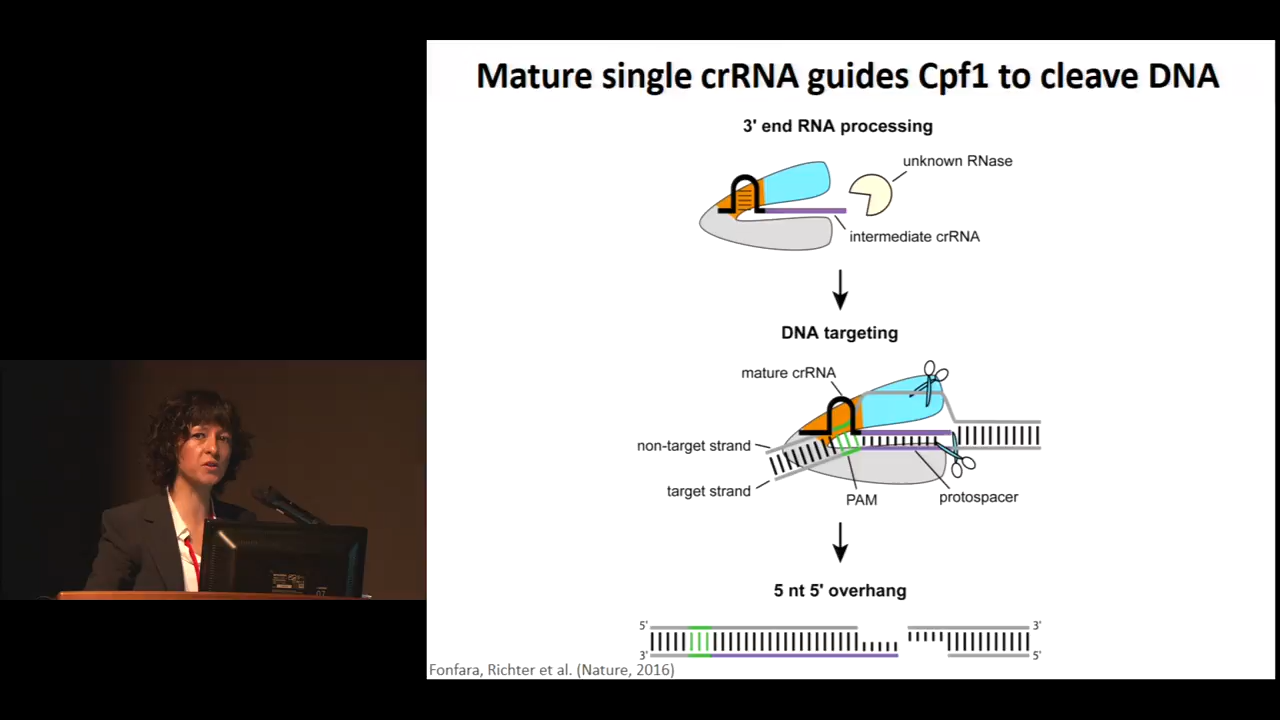 Mature single crRNA guides Cpf1 to cleave DNA
3' end RNA processing
unknown RNase
intermediate crRNA
DNA targeting
mature crRNA
non-target strand
target strand
PAM
protospacer
5 nt 5' overhang
5' 3'
3' 5'
Fonfara, Richter et al. (Nature, 2016)